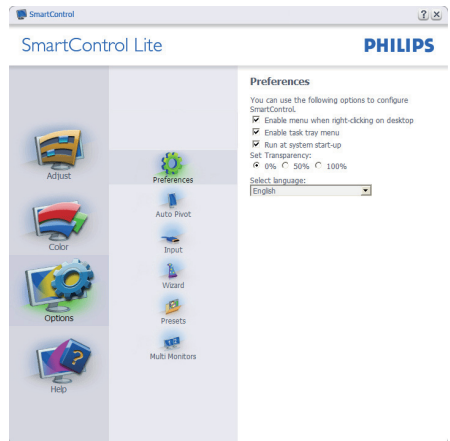 SmartControl
SmartControl Lite
PHILIPS
Adjust
Color
Options
Help
Preferences
Auto Pivot
Input
Wizard
Presets
Multi Monitors
Preferences
You can use the following options to configure
SmartControl.
Enable menu when right-clicking on desktop
Enable task tray menu
Run at system start-up
Set Transparency:
0% 50% 100%
Select language:
English